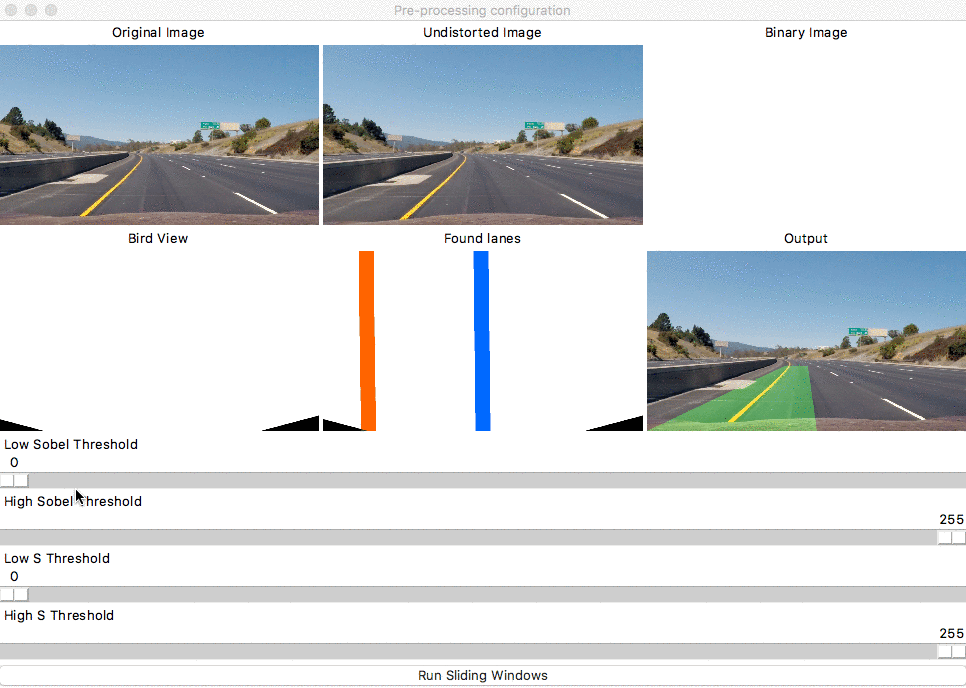 Pre-processing configuration
Original Image
Undistorted Image
Binary Image
Bird View
Found lanes
Output
Low Sobel Threshold
0
High Sobel Threshold
255
Low S Threshold
0
High S Threshold
255
Run Sliding Windows